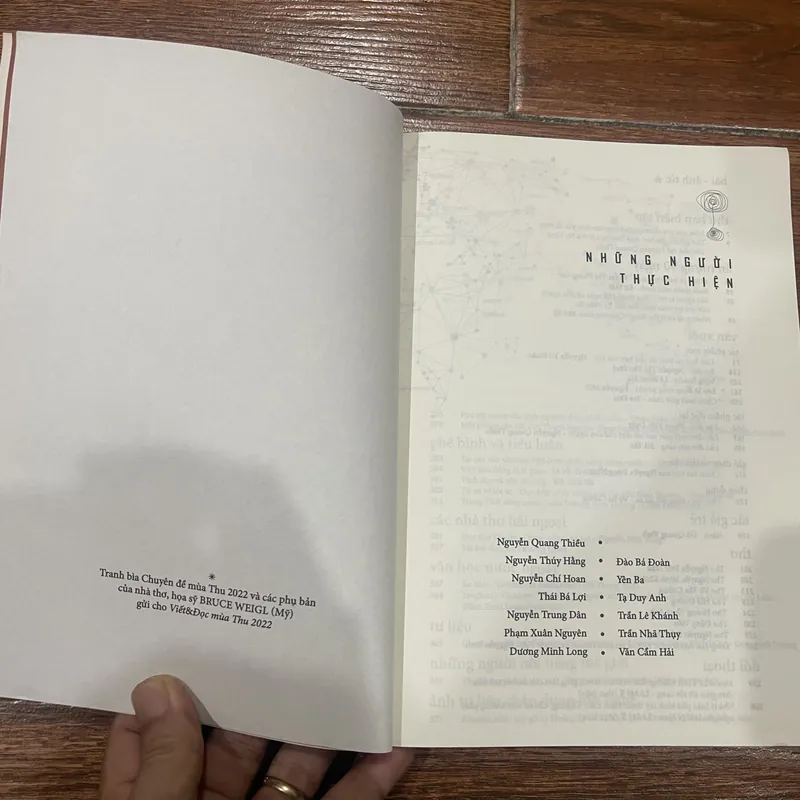 *
Tranh bìa Chuyên đề mùa Thu 2022 và các phụ bản
của nhà thơ, họa sỹ BRUCE WEIGL (Mỹ)
gửi cho Viết&Đọc mùa Thu 2022
NHỮNG NGƯỜI
THỰC HIỆN
Nguyễn Quang Thiều •
Nguyễn Thúy Hằng • Đào Bá Đoàn
Nguyễn Chí Hoan • Yên Ba
Thái Bá Lợi • Tạ Duy Anh
Nguyễn Trung Dân • Trần Lê Khánh
Phạm Xuân Nguyên • Trần Nhã Thụy
Dương Minh Long • Văn Cầm Hải